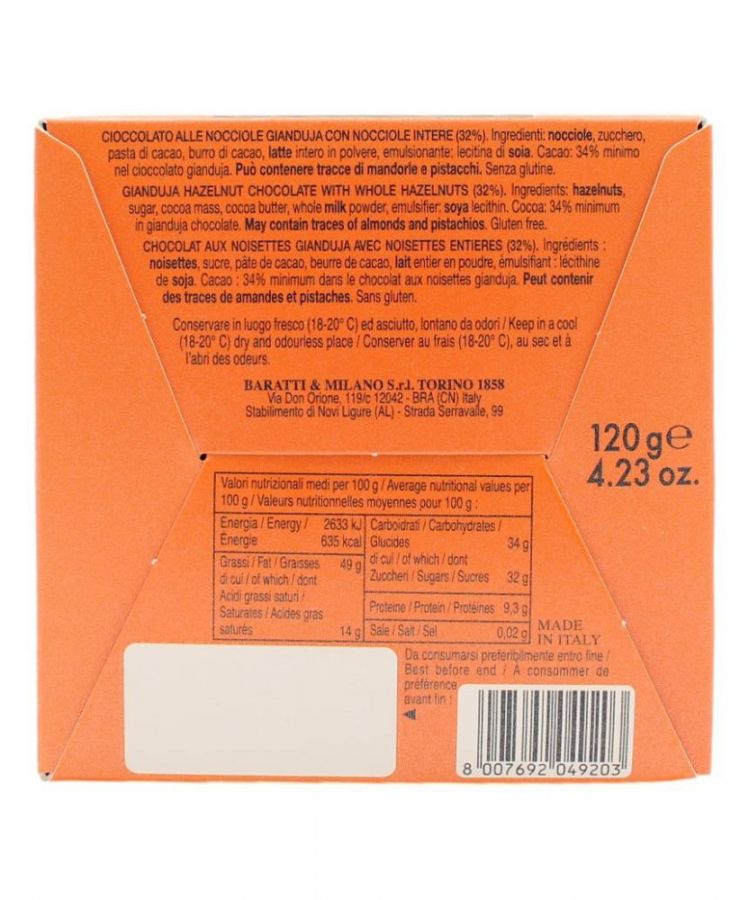 CIOCCOLATO ALLE NOCCIOLE GIANDUJA CON NOCCIOLE INTERE (32%). Ingredienti: nocciole, zucchero,
pasta di cacao, burro di cacao, latte intero in polvere, emulsionante: lecitina di soia. Cacao: 34% minimo
nel cioccolato gianduja. Può contenere tracce di mandorle e pistacchi. Senza glutine.
GIANDUJA HAZELNUT CHOCOLATE WITH WHOLE HAZELNUTS (32%). Ingredients: hazelnuts,
sugar, cocoa mass, cocoa butter, whole milk powder, emulsifier: soya lecithin. Cocoa: 34% minimum
in gianduja chocolate. May contain traces of almonds and pistachios. Gluten free.
CHOCOLAT AUX NOISETTES GIANDUJA AVEC NOISETTES ENTIERES (32%). Ingrédients :
noisettes, sucre, pâte de cacao, beurre de cacao, lait entier en poudre, émulsifiant : lécithine
de soja. Cacao : 34% minimum dans le chocolat aux noisettes gianduja. Peut contenir
des traces de amandes et pistaches. Sans gluten.
Conservare in luogo fresco (18-20° C) ed asciutto, lontano da odori / Keep in a cool
(18-20° C) dry and odourless place / Conserver au frais (18-20° C), au sec et à
l'abri des odeurs.
BARATTI & MILANO S.r.l. TORINO 1858
Via Don Orione, 119/c 12042 - BRA (CN) Italy
Stabilimento di Novi Ligure (AL) - Strada Serravalle, 99
120 g e
4.23 oz.
Valori nutrizionali medi per 100 g / Average nutritional values per
100 g / Valeurs nutritionnelles moyennes pour 100 g :
Energia / Energy / 2633 kJ
Énergie 635 kcal
Grassi / Fat / Graisses 49 g
di cui / of which / dont
Acidi grassi saturi /
Saturates / Acides gras
saturés 14 g
Carboidrati / Carbohydrates /
Glucides 34 g
di cui / of which / dont
Zuccheri / Sugars / Sucres 32 g
Proteine / Protein / Protéines 9,3 g
Sale / Salt / Sel 0,02 g
MADE
IN ITALY
Da consumarsi preferibilmente entro fine /
Best before end / A consommer de
préférence
avant fin :
8 007692 049203